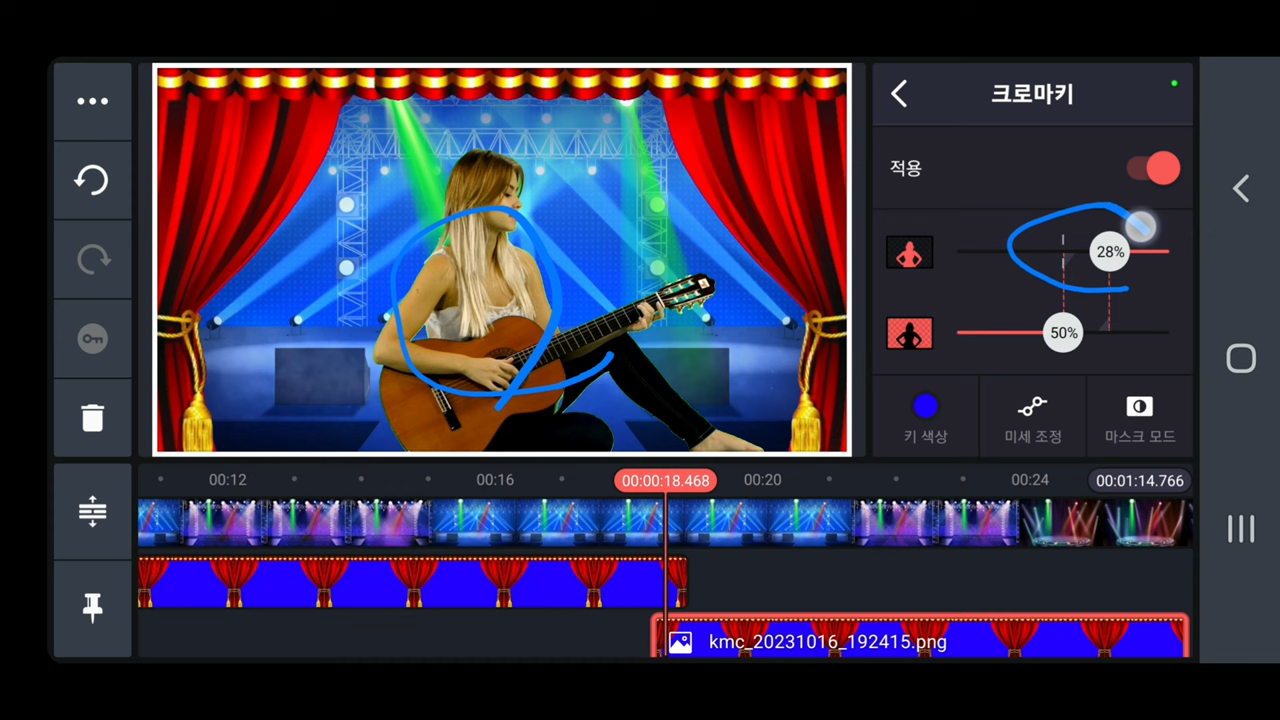 크로마키
적용
28%
50%
키 색상
미세 조정
마스크 모드
00:12
00:16
00:00:18.468
00:20
00:24
00:01:14.766
kmc_20231016_192415.png